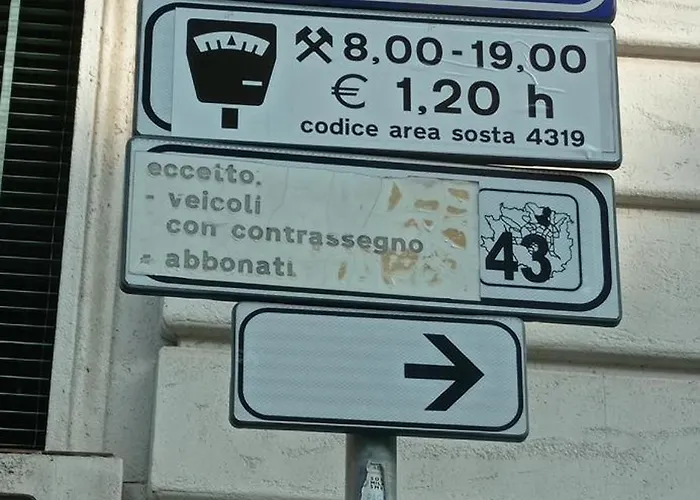 8,00-19,00
€ 1,20 h
codice area sosta 4319
eccetto.
- veicoli
con contrassegno
43
- abbonati